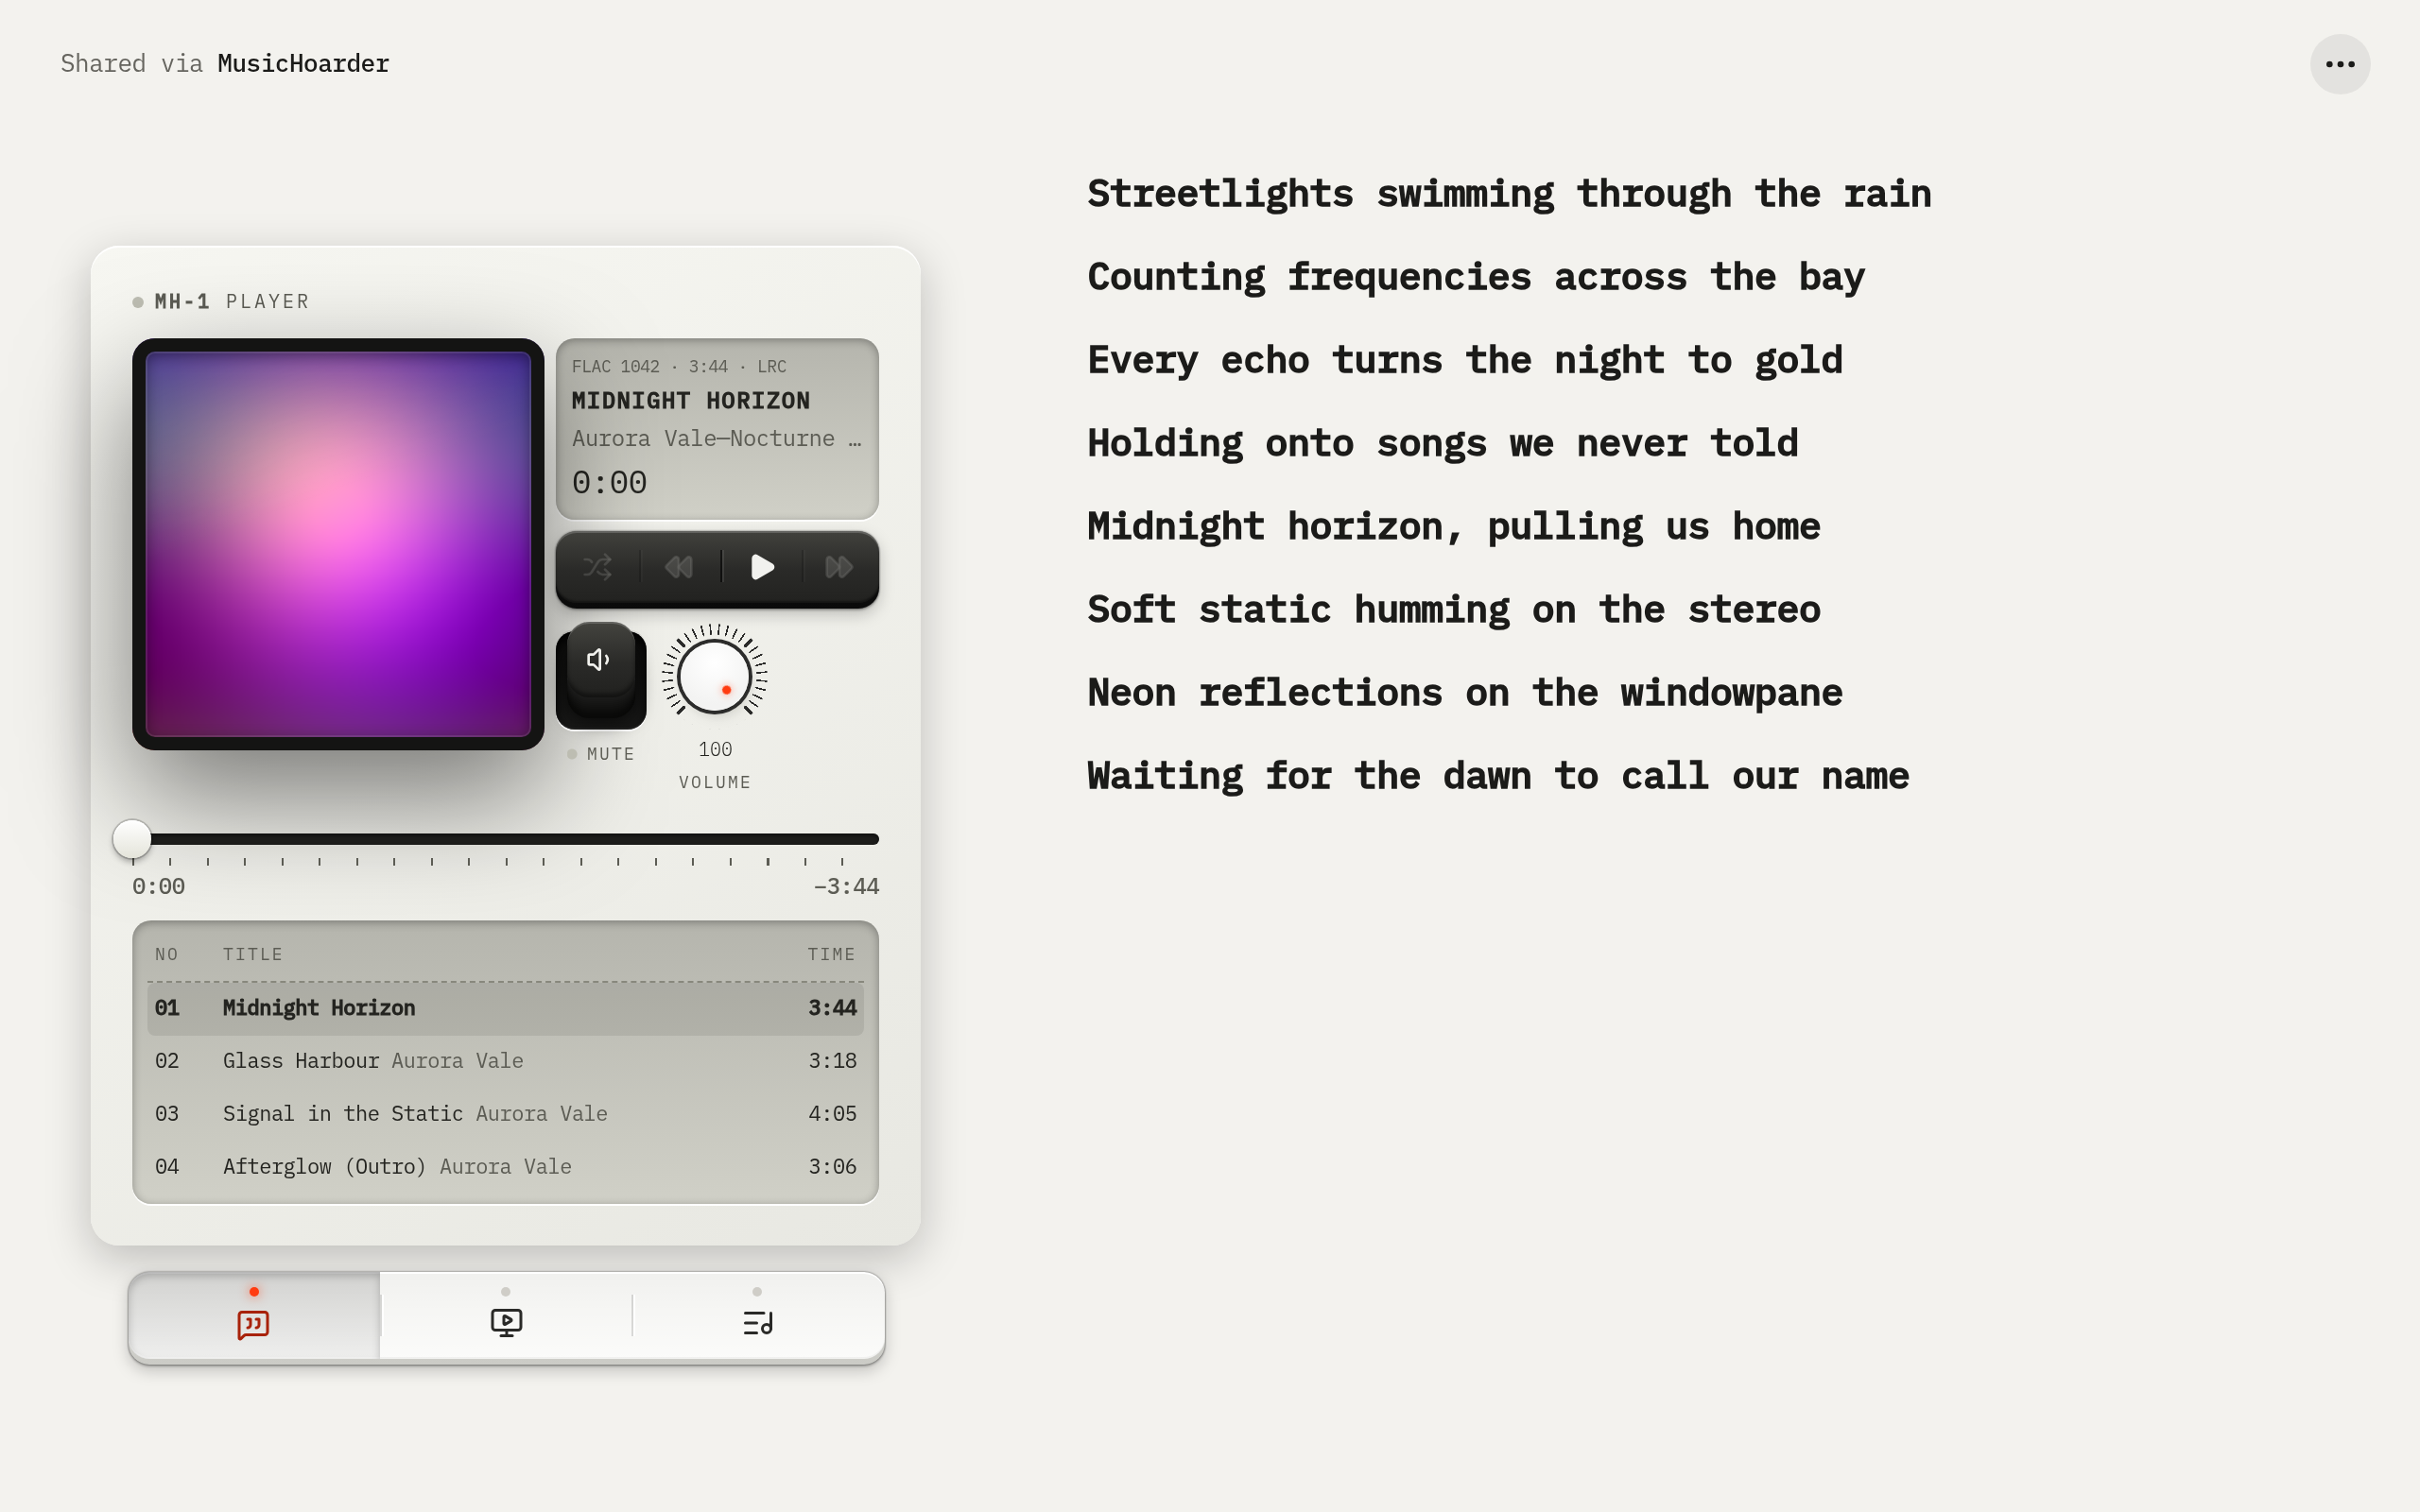 Shared via MusicHoarder
MH-1 PLAYER
FLAC 1042 · 3:44 · LRC
MIDNIGHT HORIZON
Aurora Vale—Nocturne …
0:00
MUTE
100
VOLUME
0:00
−3:44
NO TITLE TIME
01 Midnight Horizon 3:44
02 Glass Harbour Aurora Vale 3:18
03 Signal in the Static Aurora Vale 4:05
04 Afterglow (Outro) Aurora Vale 3:06
Streetlights swimming through the rain
Counting frequencies across the bay
Every echo turns the night to gold
Holding onto songs we never told
Midnight horizon, pulling us home
Soft static humming on the stereo
Neon reflections on the windowpane
Waiting for the dawn to call our name